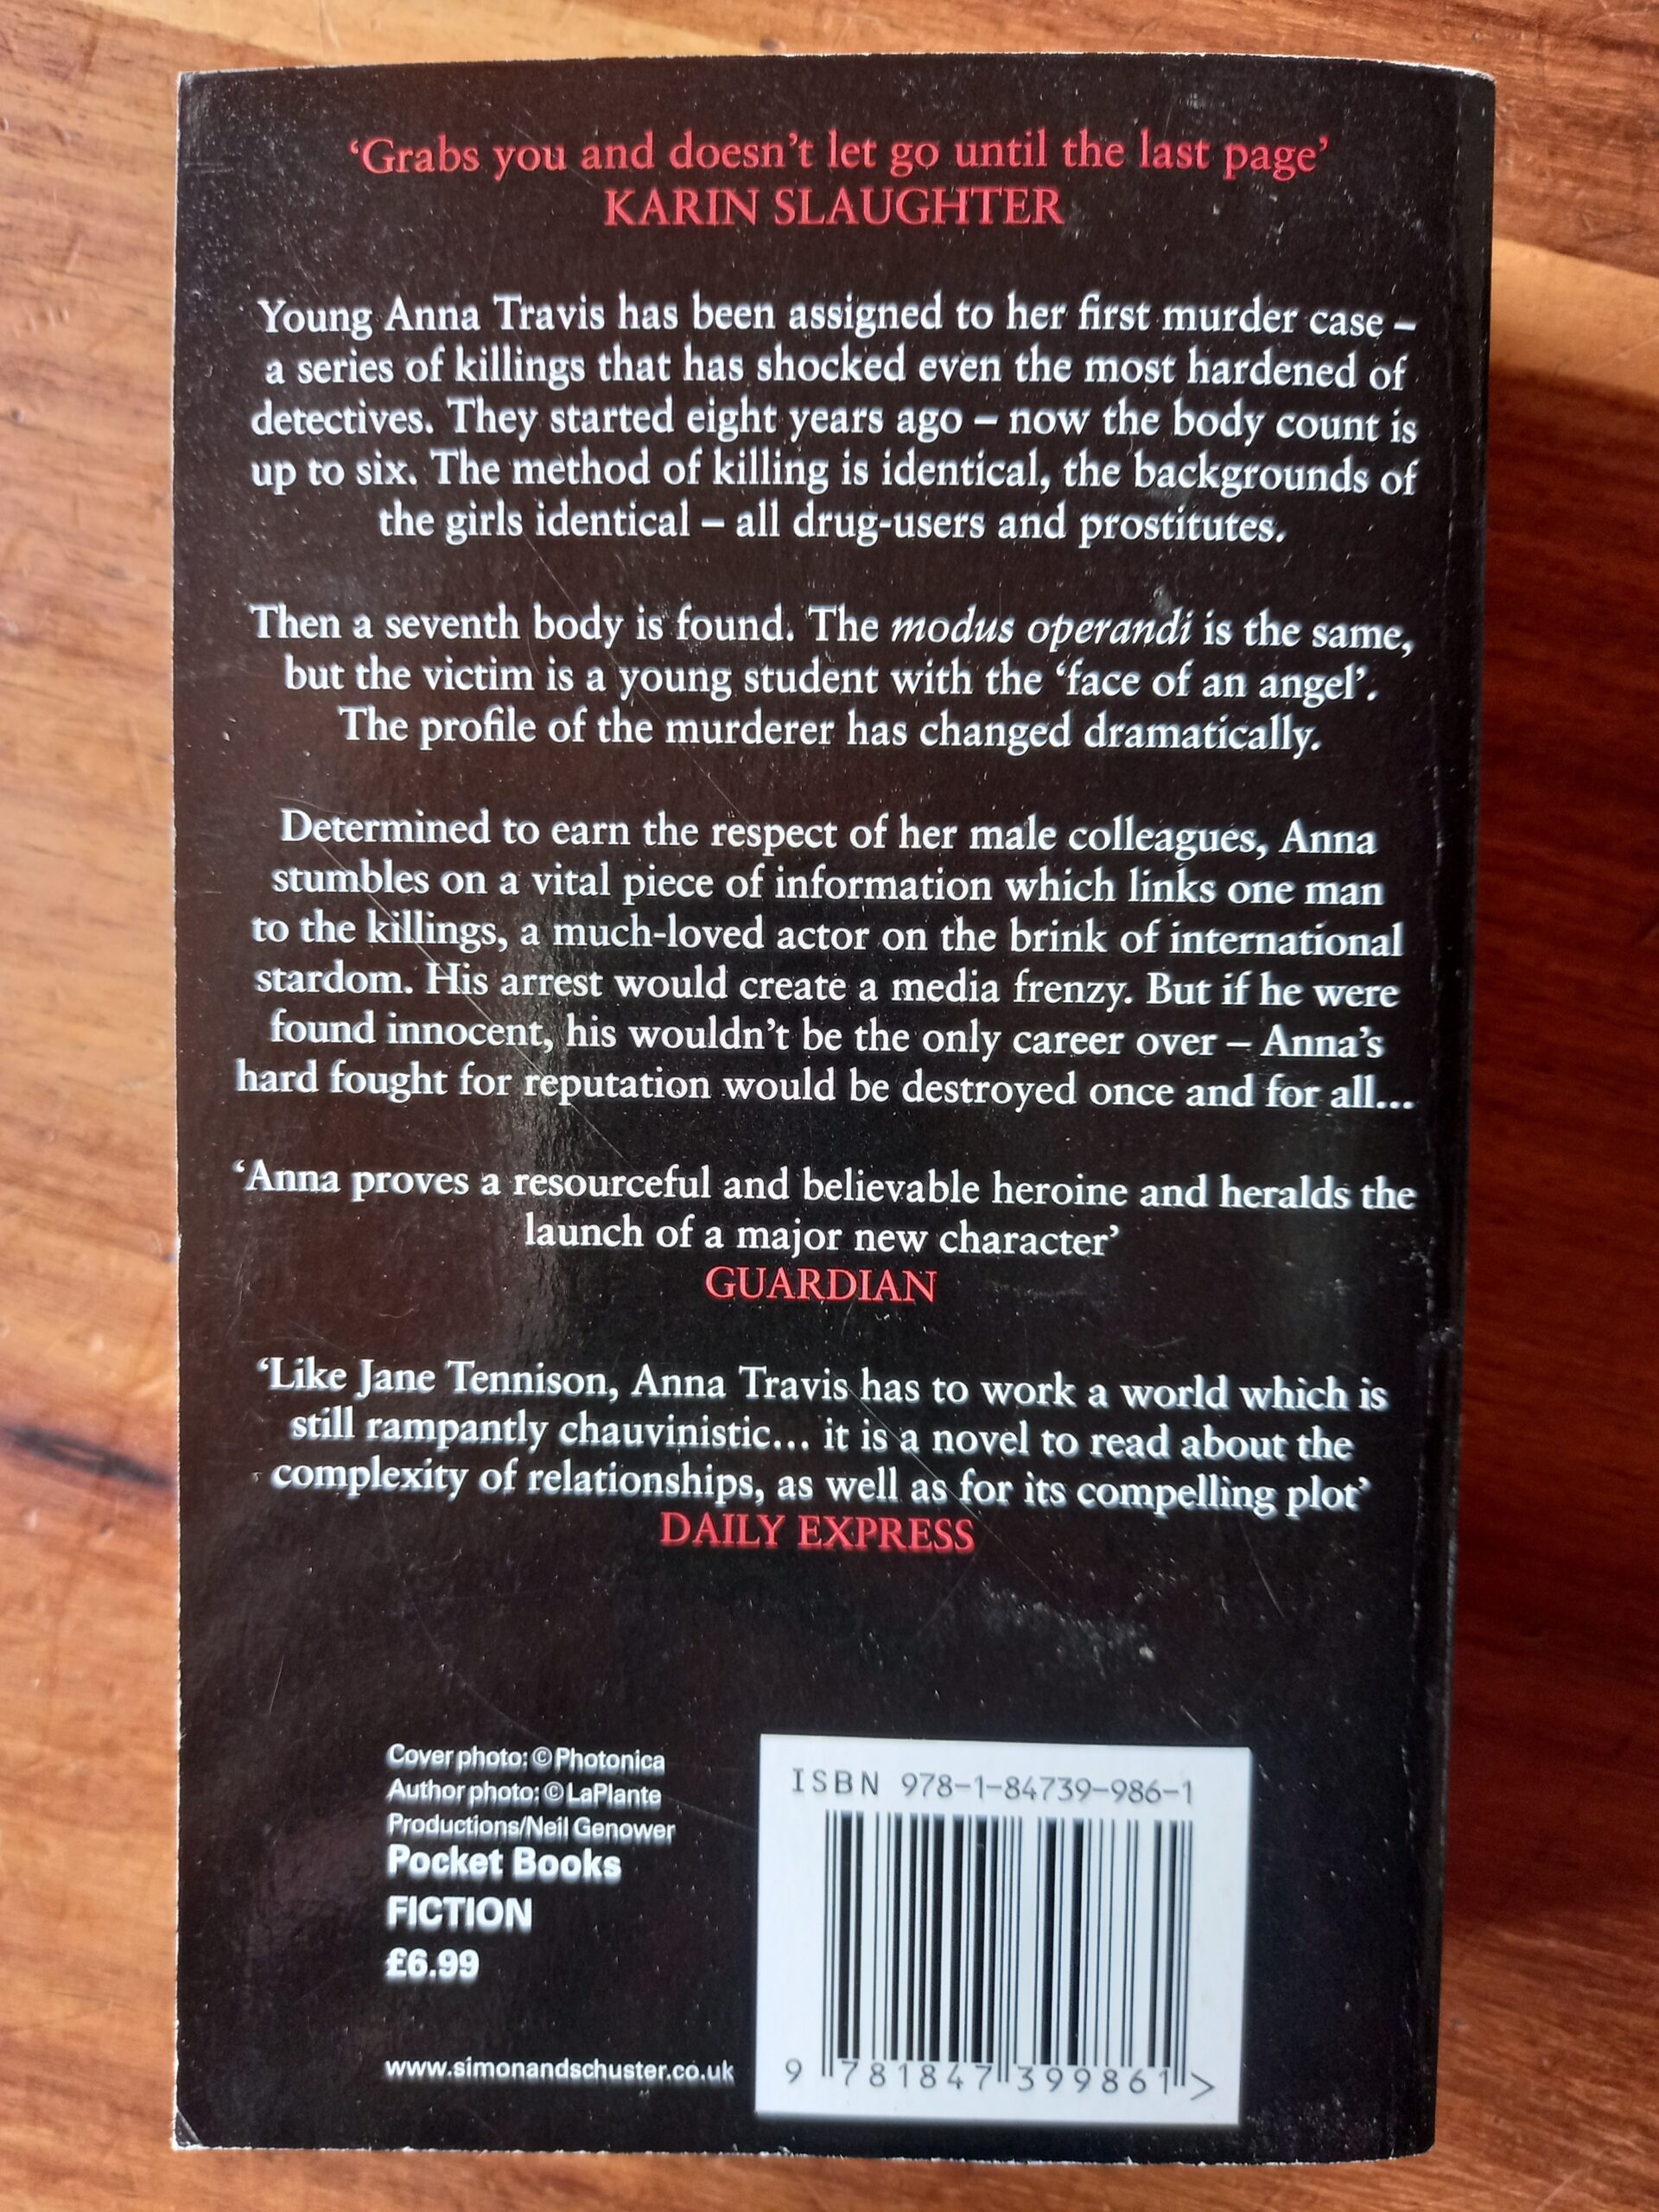 ‘Grabs you and doesn’t let go until the last page’
KARIN SLAUGHTER
Young Anna Travis has been assigned to her first murder case –
a series of killings that has shocked even the most hardened of
detectives. They started eight years ago – now the body count is
up to six. The method of killing is identical, the backgrounds of
the girls identical – all drug-users and prostitutes.
Then a seventh body is found. The modus operandi is the same,
but the victim is a young student with the ‘face of an angel’.
The profile of the murderer has changed dramatically.
Determined to earn the respect of her male colleagues, Anna
stumbles on a vital piece of information which links one man
to the killings, a much-loved actor on the brink of international
stardom. His arrest would create a media frenzy. But if he were
found innocent, his wouldn’t be the only career over – Anna’s
hard fought for reputation would be destroyed once and for all...
‘Anna proves a resourceful and believable heroine and heralds the
launch of a major new character’
GUARDIAN
‘Like Jane Tennison, Anna Travis has to work a world which is
still rampantly chauvinistic... it is a novel to read about the
complexity of relationships, as well as for its compelling plot’
DAILY EXPRESS
Cover photo: © Photonica
Author photo: © LaPlante
Productions/Neil Genower
Pocket Books
FICTION
£6.99
www.simonandschuster.co.uk
ISBN 978-1-84739-986-1
9 781847 399861 >